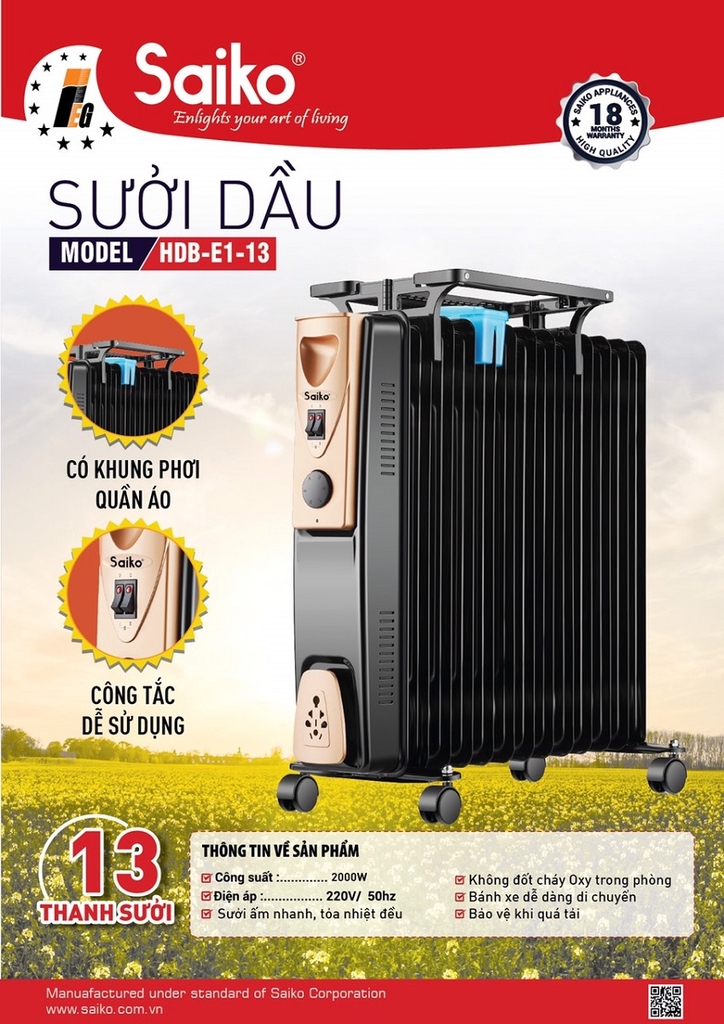 IEG
Saiko®
Enlights your art of living
SAIKO APPLIANCES
18
MONTHS
WARRANTY
HIGH QUALITY
SƯỞI DẦU
MODEL HDB-E1-13
Saiko
CÓ KHUNG PHƠI
QUẦN ÁO
Saiko
CÔNG TẮC
DỄ SỬ DỤNG
13
THANH SƯỞI
THÔNG TIN VỀ SẢN PHẨM
Công suất :............. 2000W
Điện áp :................ 220V/ 50hz
Sưởi ấm nhanh, tỏa nhiệt đều
Không đốt cháy Oxy trong phòng
Bánh xe dễ dàng di chuyển
Bảo vệ khi quá tải
Manuafactured under standard of Saiko Corporation
www.saiko.com.vn